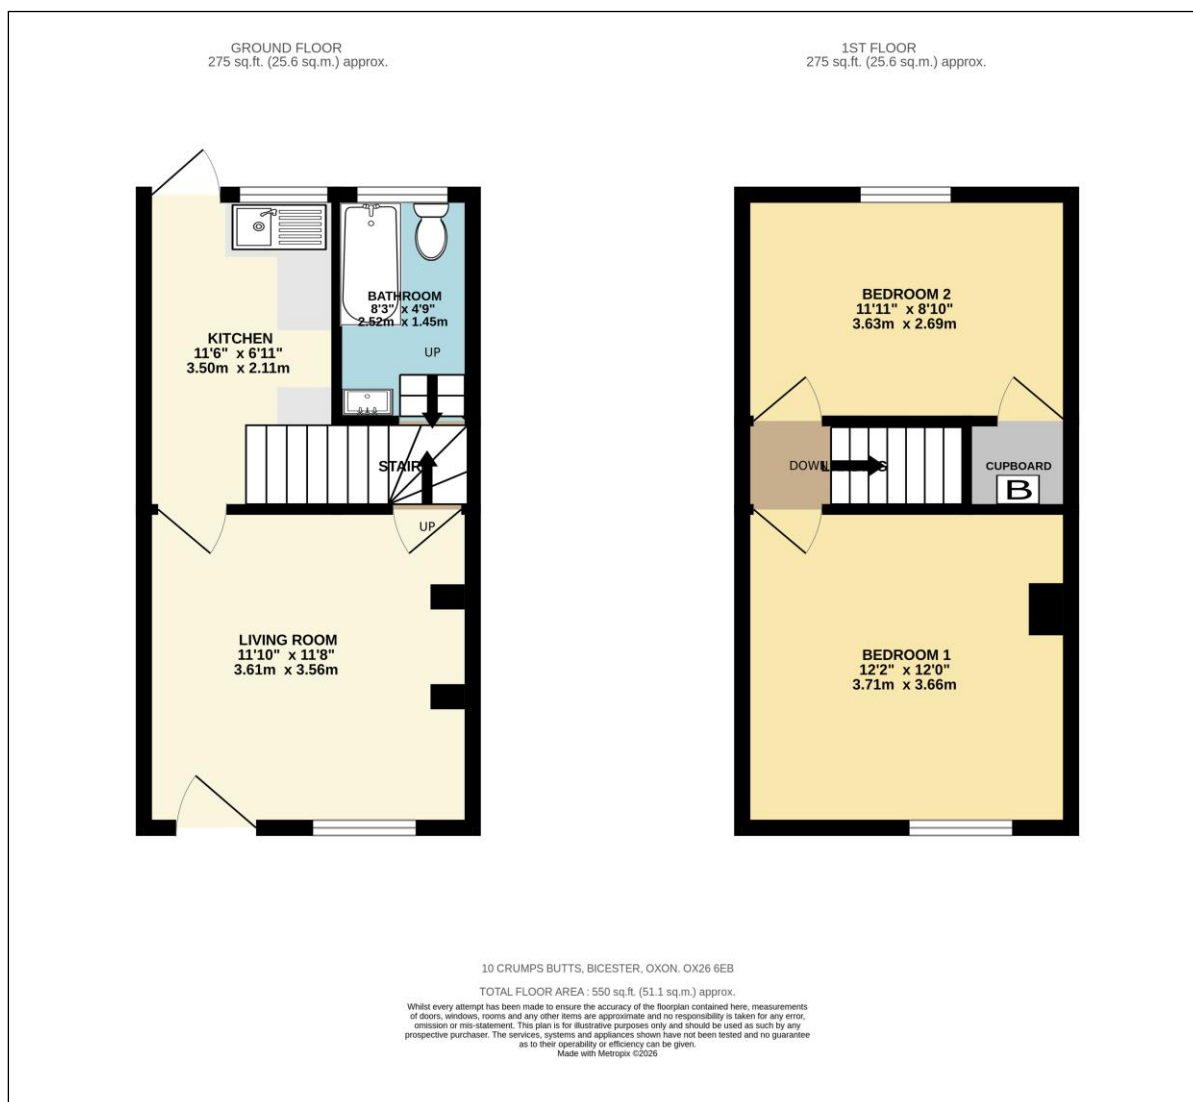 GROUND FLOOR
275 sq.ft. (25.6 sq.m.) approx.
1ST FLOOR
275 sq.ft. (25.6 sq.m.) approx.
BATHROOM
8'3" x 4'9"
2.52m x 1.45m
UP
KITCHEN
11'6" x 6'11"
3.50m x 2.11m
STAIRS
UP
LIVING ROOM
11'10" x 11'8"
3.61m x 3.56m
BEDROOM 2
11'11" x 8'10"
3.63m x 2.69m
DOWN
CUPBOARD
B
BEDROOM 1
12'2" x 12'0"
3.71m x 3.66m
10 CRUMPS BUTTS, BICESTER, OXON. OX26 6EB
TOTAL FLOOR AREA : 550 sq.ft. (51.1 sq.m.) approx.
Whilst every attempt has been made to ensure the accuracy of the floorplan contained here, measurements
of doors, windows, rooms and any other items are approximate and no responsibility is taken for any error,
omission or mis-statement. This plan is for illustrative purposes only and should be used as such by any
prospective purchaser. The services, systems and appliances shown have not been tested and no guarantee
as to their operability or efficiency can be given.
Made with Metropix ©2026